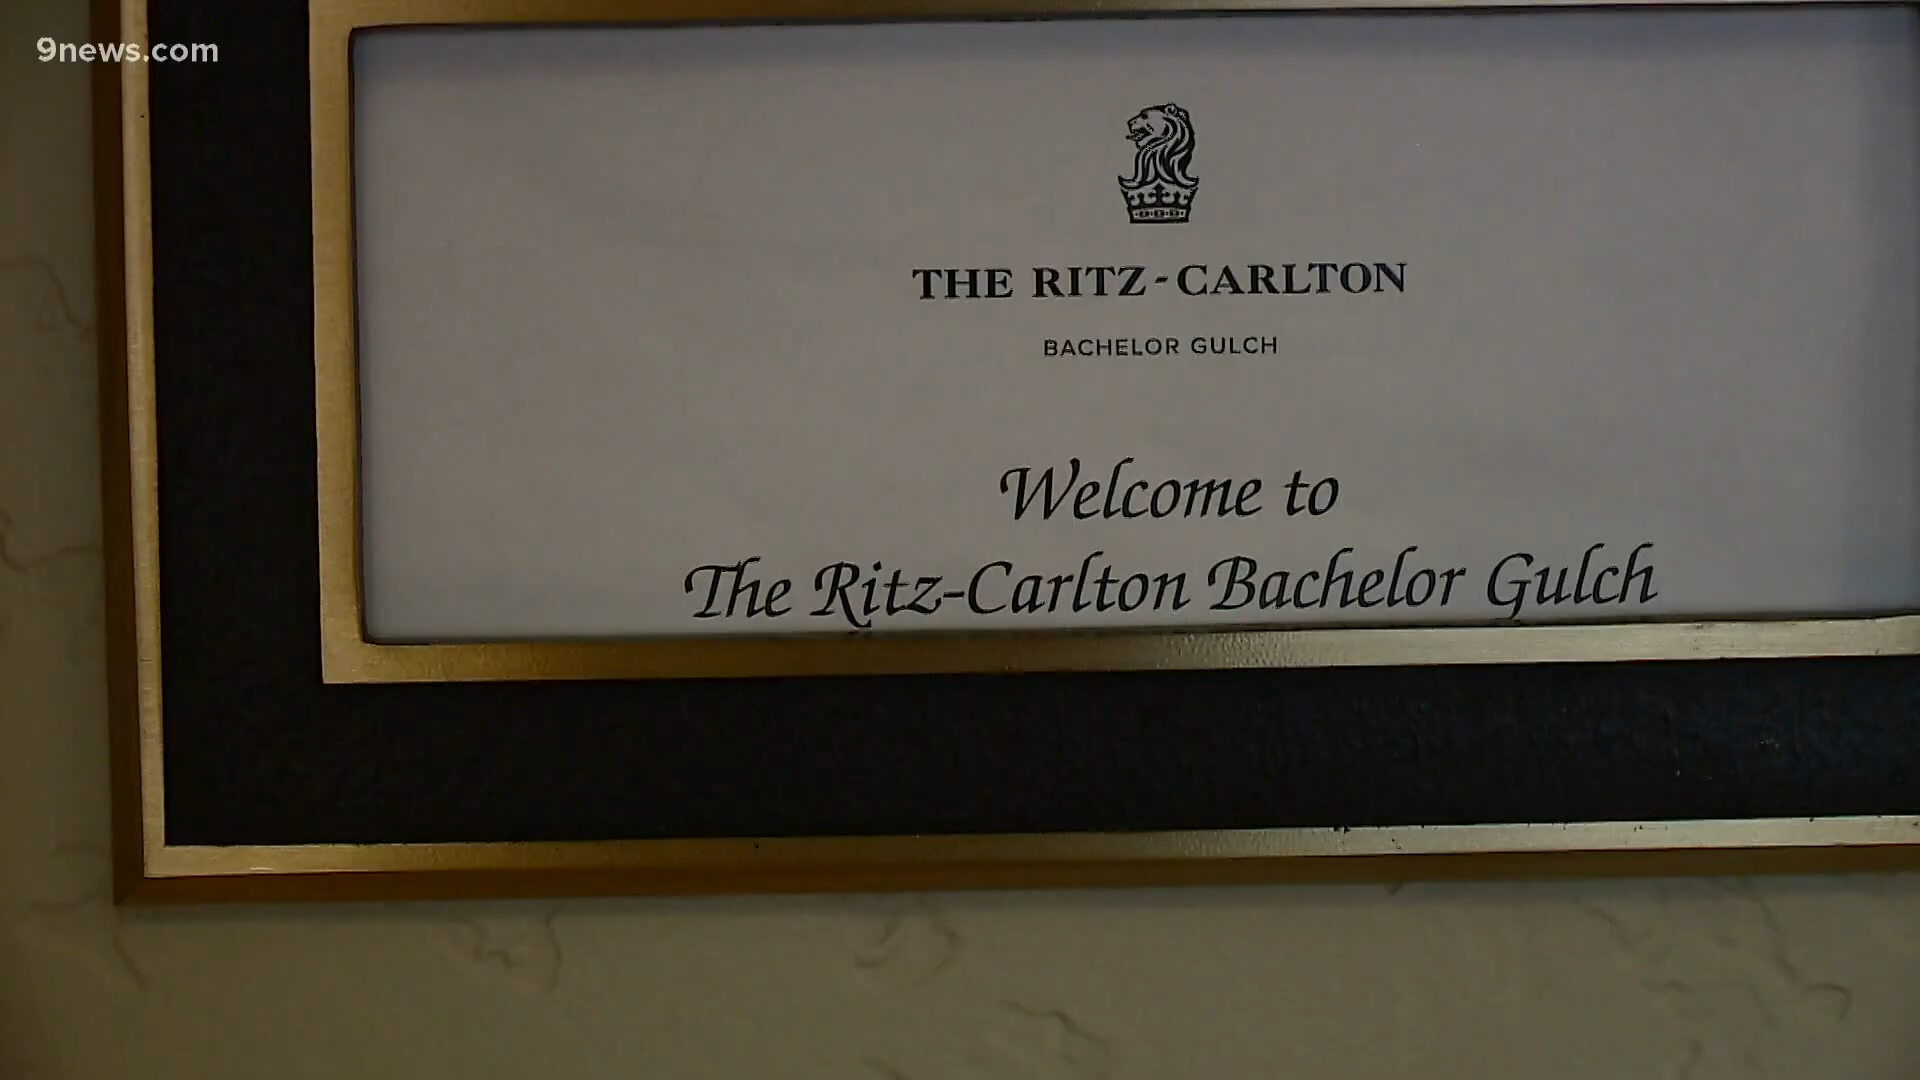 9news.com
THE RITZ-CARLTON
BACHELOR GULCH
Welcome to
The Ritz-Carlton Bachelor Gulch